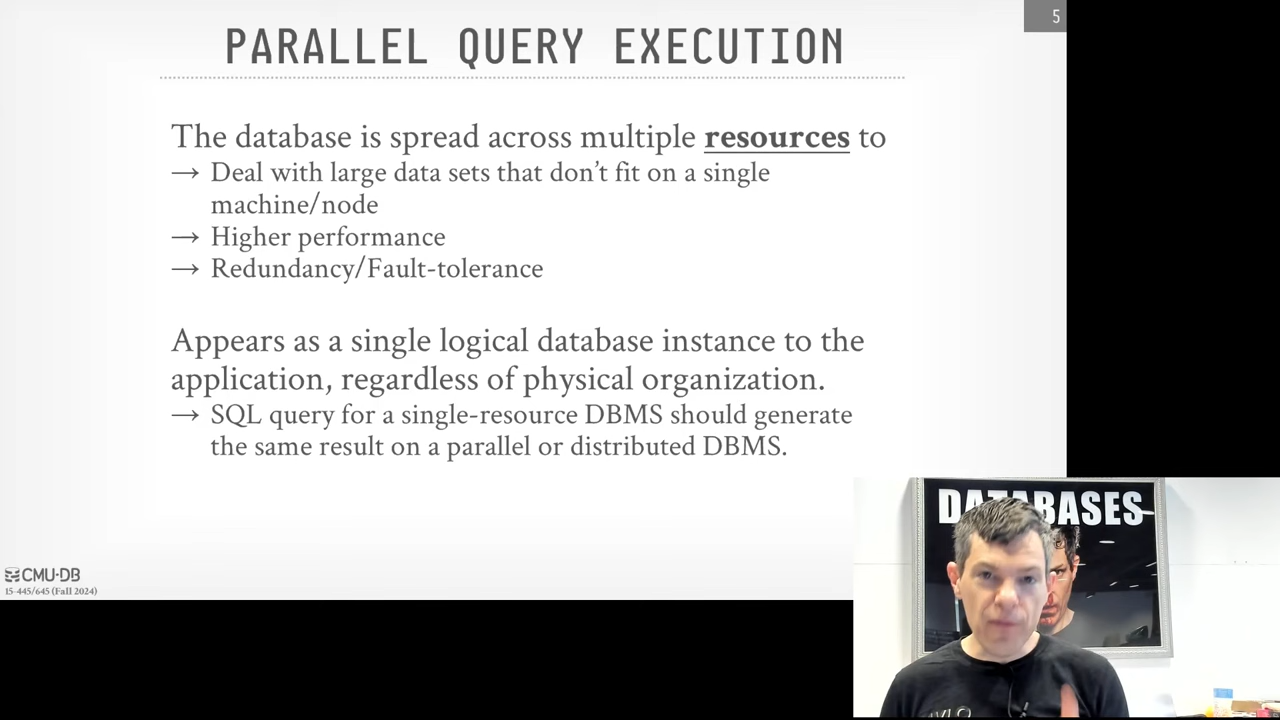 5
PARALLEL QUERY EXECUTION
The database is spread across multiple resources to
→ Deal with large data sets that don't fit on a single
machine/node
→ Higher performance
→ Redundancy/Fault-tolerance
Appears as a single logical database instance to the
application, regardless of physical organization.
→ SQL query for a single-resource DBMS should generate
the same result on a parallel or distributed DBMS.
CMU·DB
15-445/645 (Fall 2024)
DATABASES